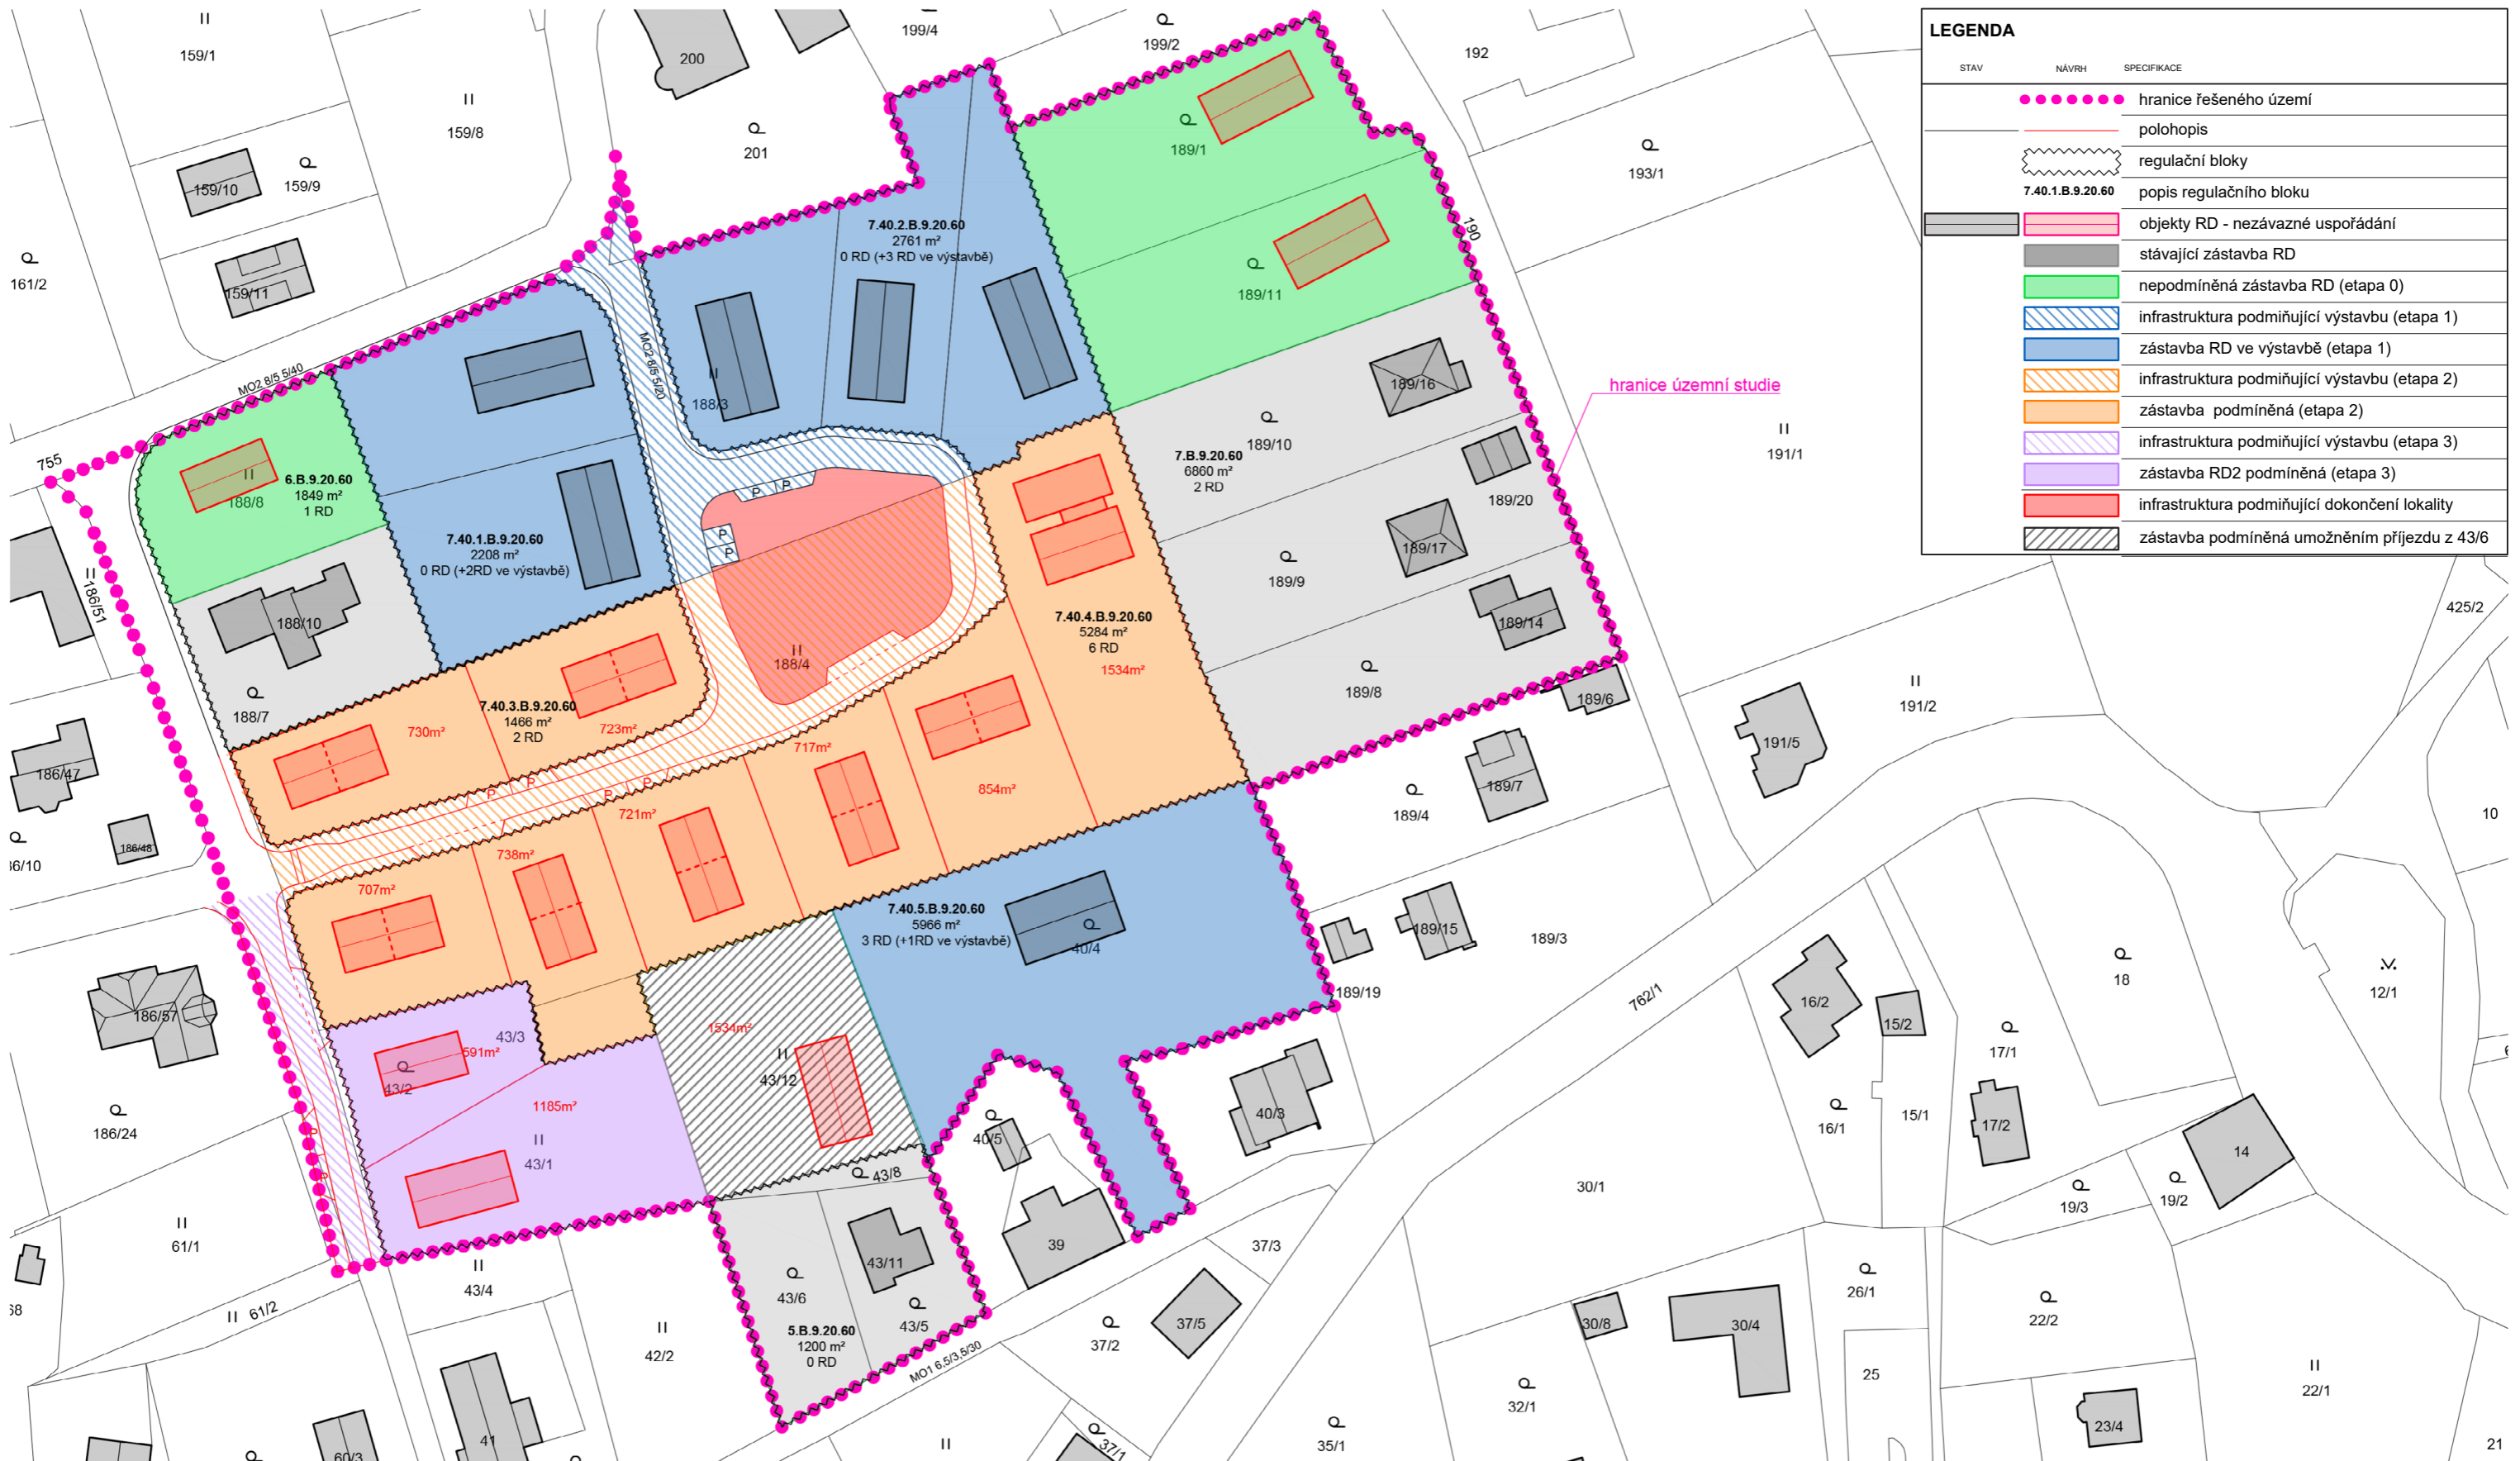 LEGENDA
STAV NÁVRH SPECIFIKACE
hranice řešeného území
polohopis
regulační bloky
7.40.1.B.9.20.60 popis regulačního bloku
objekty RD - nezávazné uspořádání
stávající zástavba RD
nepodmíněná zástavba RD (etapa 0)
infrastruktura podmiňující výstavbu (etapa 1)
zástavba RD ve výstavbě (etapa 1)
infrastruktura podmiňující výstavbu (etapa 2)
zástavba podmíněná (etapa 2)
infrastruktura podmiňující výstavbu (etapa 3)
zástavba RD2 podmíněná (etapa 3)
infrastruktura podmiňující dokončení lokality
zástavba podmíněná umožněním příjezdu z 43/6
hranice územní studie
159/1
159/8
159/10
159/9
159/11
161/2
200
201
199/4
199/2
192
193/1
190
191/1
189/1
189/11
7.40.2.B.9.20.60
2761 m²
0 RD (+3 RD ve výstavbě)
188/3
MO2 8/5 5/20
MO2 8/5 5/40
755
6.B.9.20.60
1849 m²
1 RD
188/8
7.40.1.B.9.20.60
2208 m²
0 RD (+2RD ve výstavbě)
P
P
P
P
189/16
189/10
7.B.9.20.60
6860 m²
2 RD
189/20
189/17
189/9
189/14
189/8
189/6
186/51
188/10
188/7
188/4
7.40.4.B.9.20.60
5284 m²
6 RD
1534m²
7.40.3.B.9.20.60
1466 m²
2 RD
730m²
723m²
717m²
854m²
721m²
738m²
707m²
P
P
P
P
186/47
186/48
36/10
186/57
186/24
61/1
61/2
68
7.40.5.B.9.20.60
5966 m²
3 RD (+1RD ve výstavbě)
40/4
189/7
189/4
189/15
189/3
189/19
191/5
191/2
425/2
10
12/1
18
762/1
16/2
15/2
17/1
16/1
15/1
17/2
14
19/3
19/2
43/3
591m²
43/2
1185m²
43/1
P
P
1534m²
43/12
43/8
40/5
40/3
39
30/1
43/4
43/6
43/11
43/5
5.B.9.20.60
1200 m²
0 RD
MO1 6,5/3,5/30
42/2
41
60/3
37/3
37/5
37/2
37/1
35/1
32/1
30/8
30/4
26/1
25
22/2
22/1
23/4
21